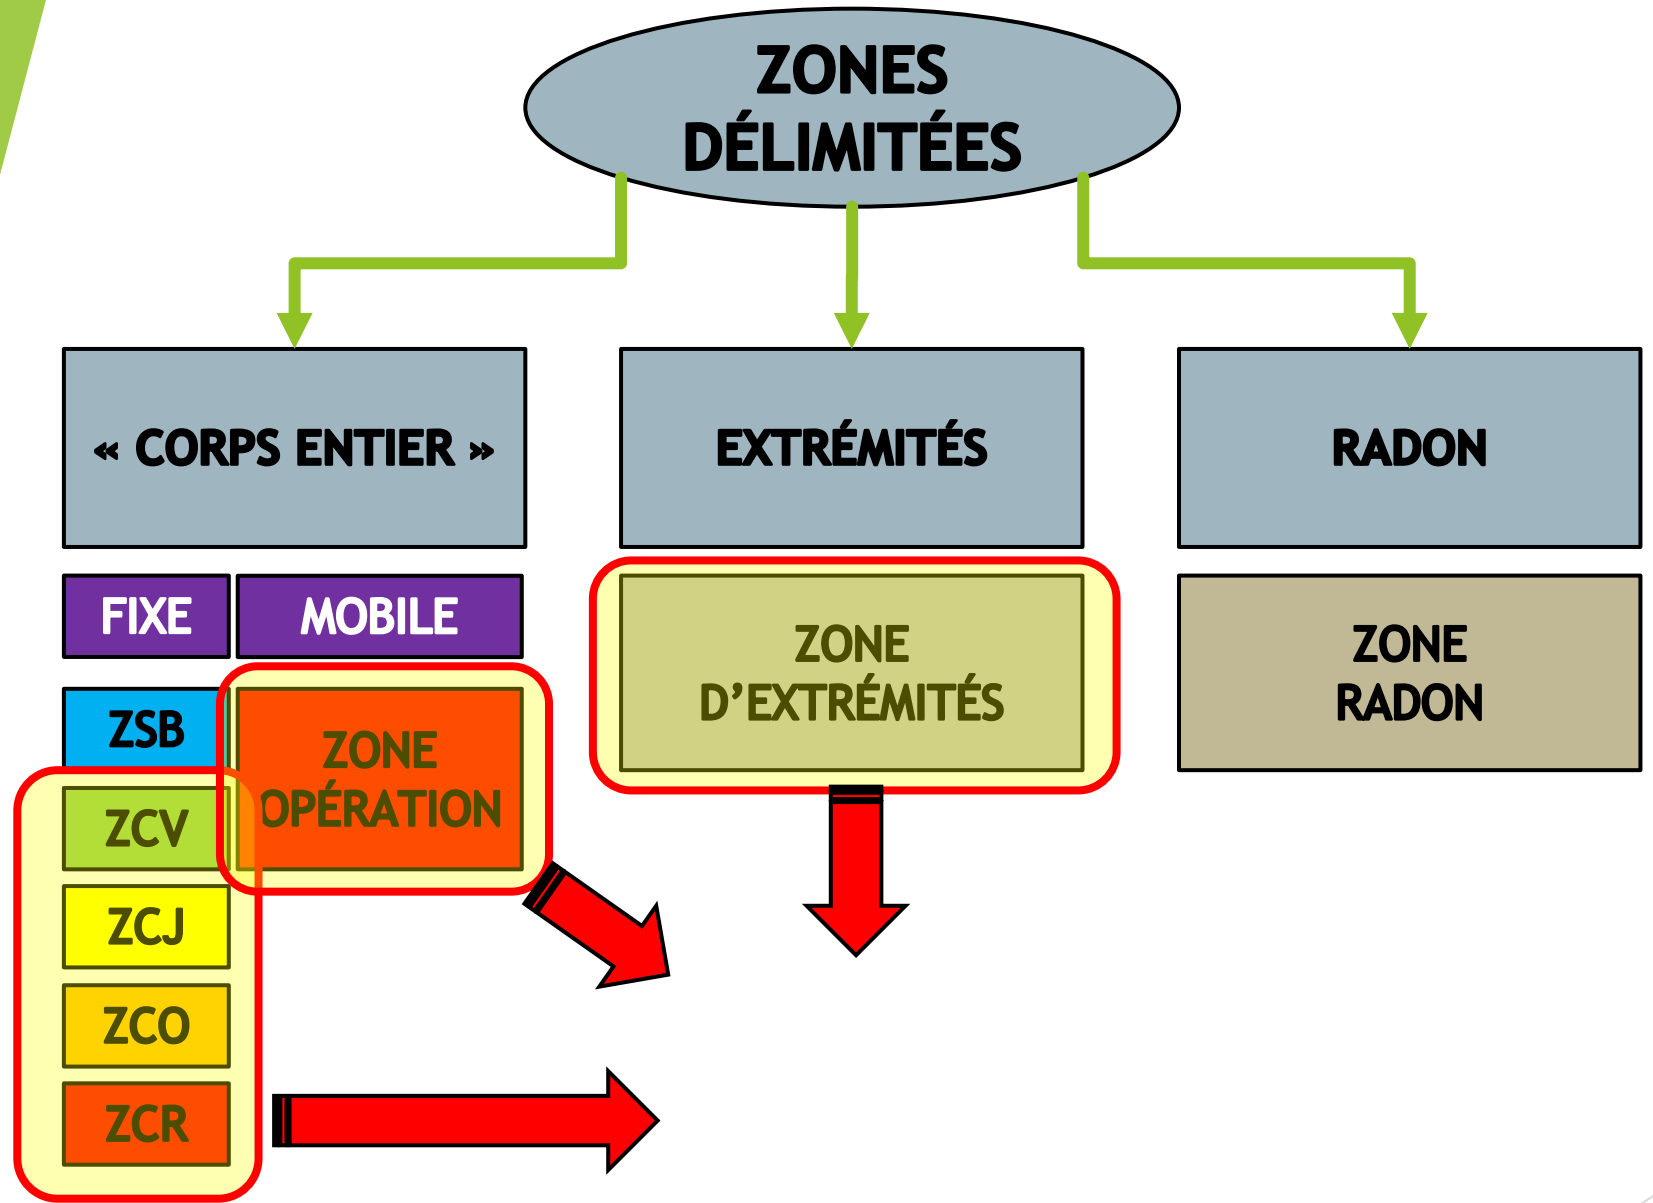 ZONES
DÉLIMITÉES
« CORPS ENTIER »
EXTRÉMITÉS
RADON
FIXE
MOBILE
ZSB
ZONE
OPÉRATION
ZCV
ZCJ
ZCO
ZCR
ZONE
D’EXTRÉMITÉS
ZONE
RADON